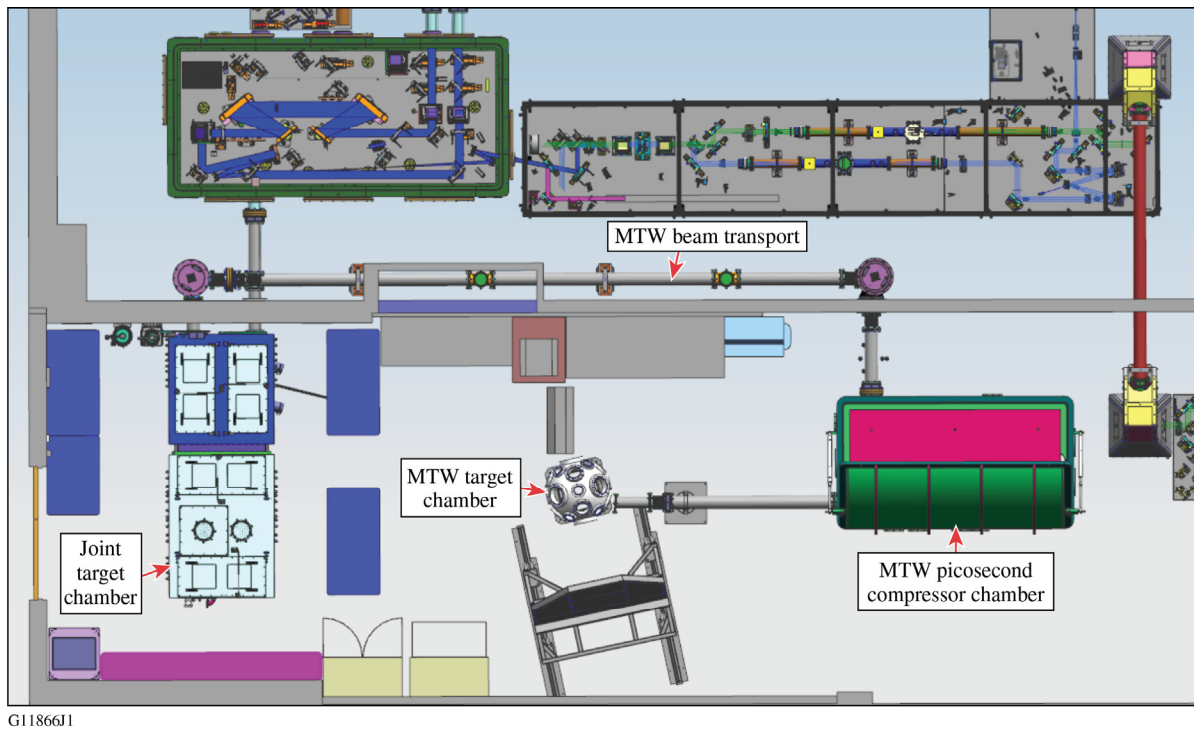 MTW beam transport
MTW target
chamber
Joint
target
chamber
MTW picosecond
compressor chamber
G11866J1